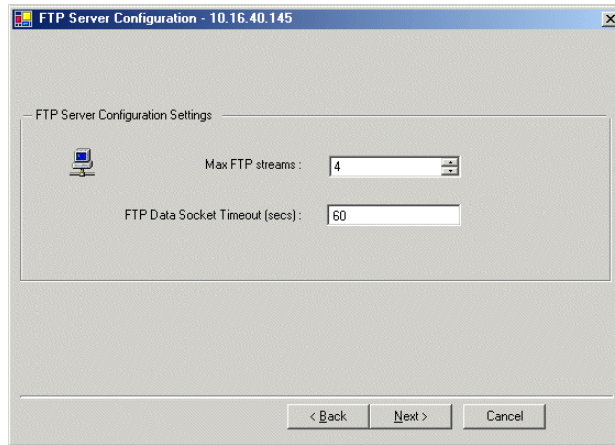 FTP Server Configuration - 10.16.40.145
FTP Server Configuration Settings
Max FTP streams : 4
FTP Data Socket Timeout (secs) : 60
< Back Next > Cancel